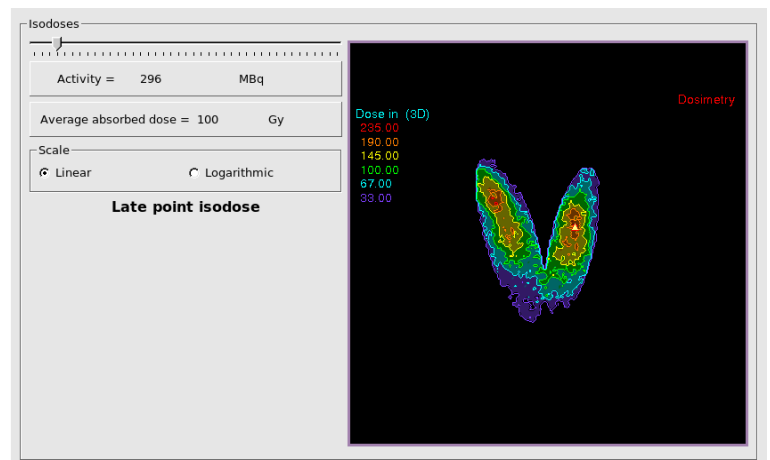 Isodoses
Activity = 296 MBq
Average absorbed dose = 100 Gy
Scale
Linear Logarithmic
Late point isodose
Dosimetry
Dose in (3D)
235.00
190.00
145.00
100.00
67.00
33.00